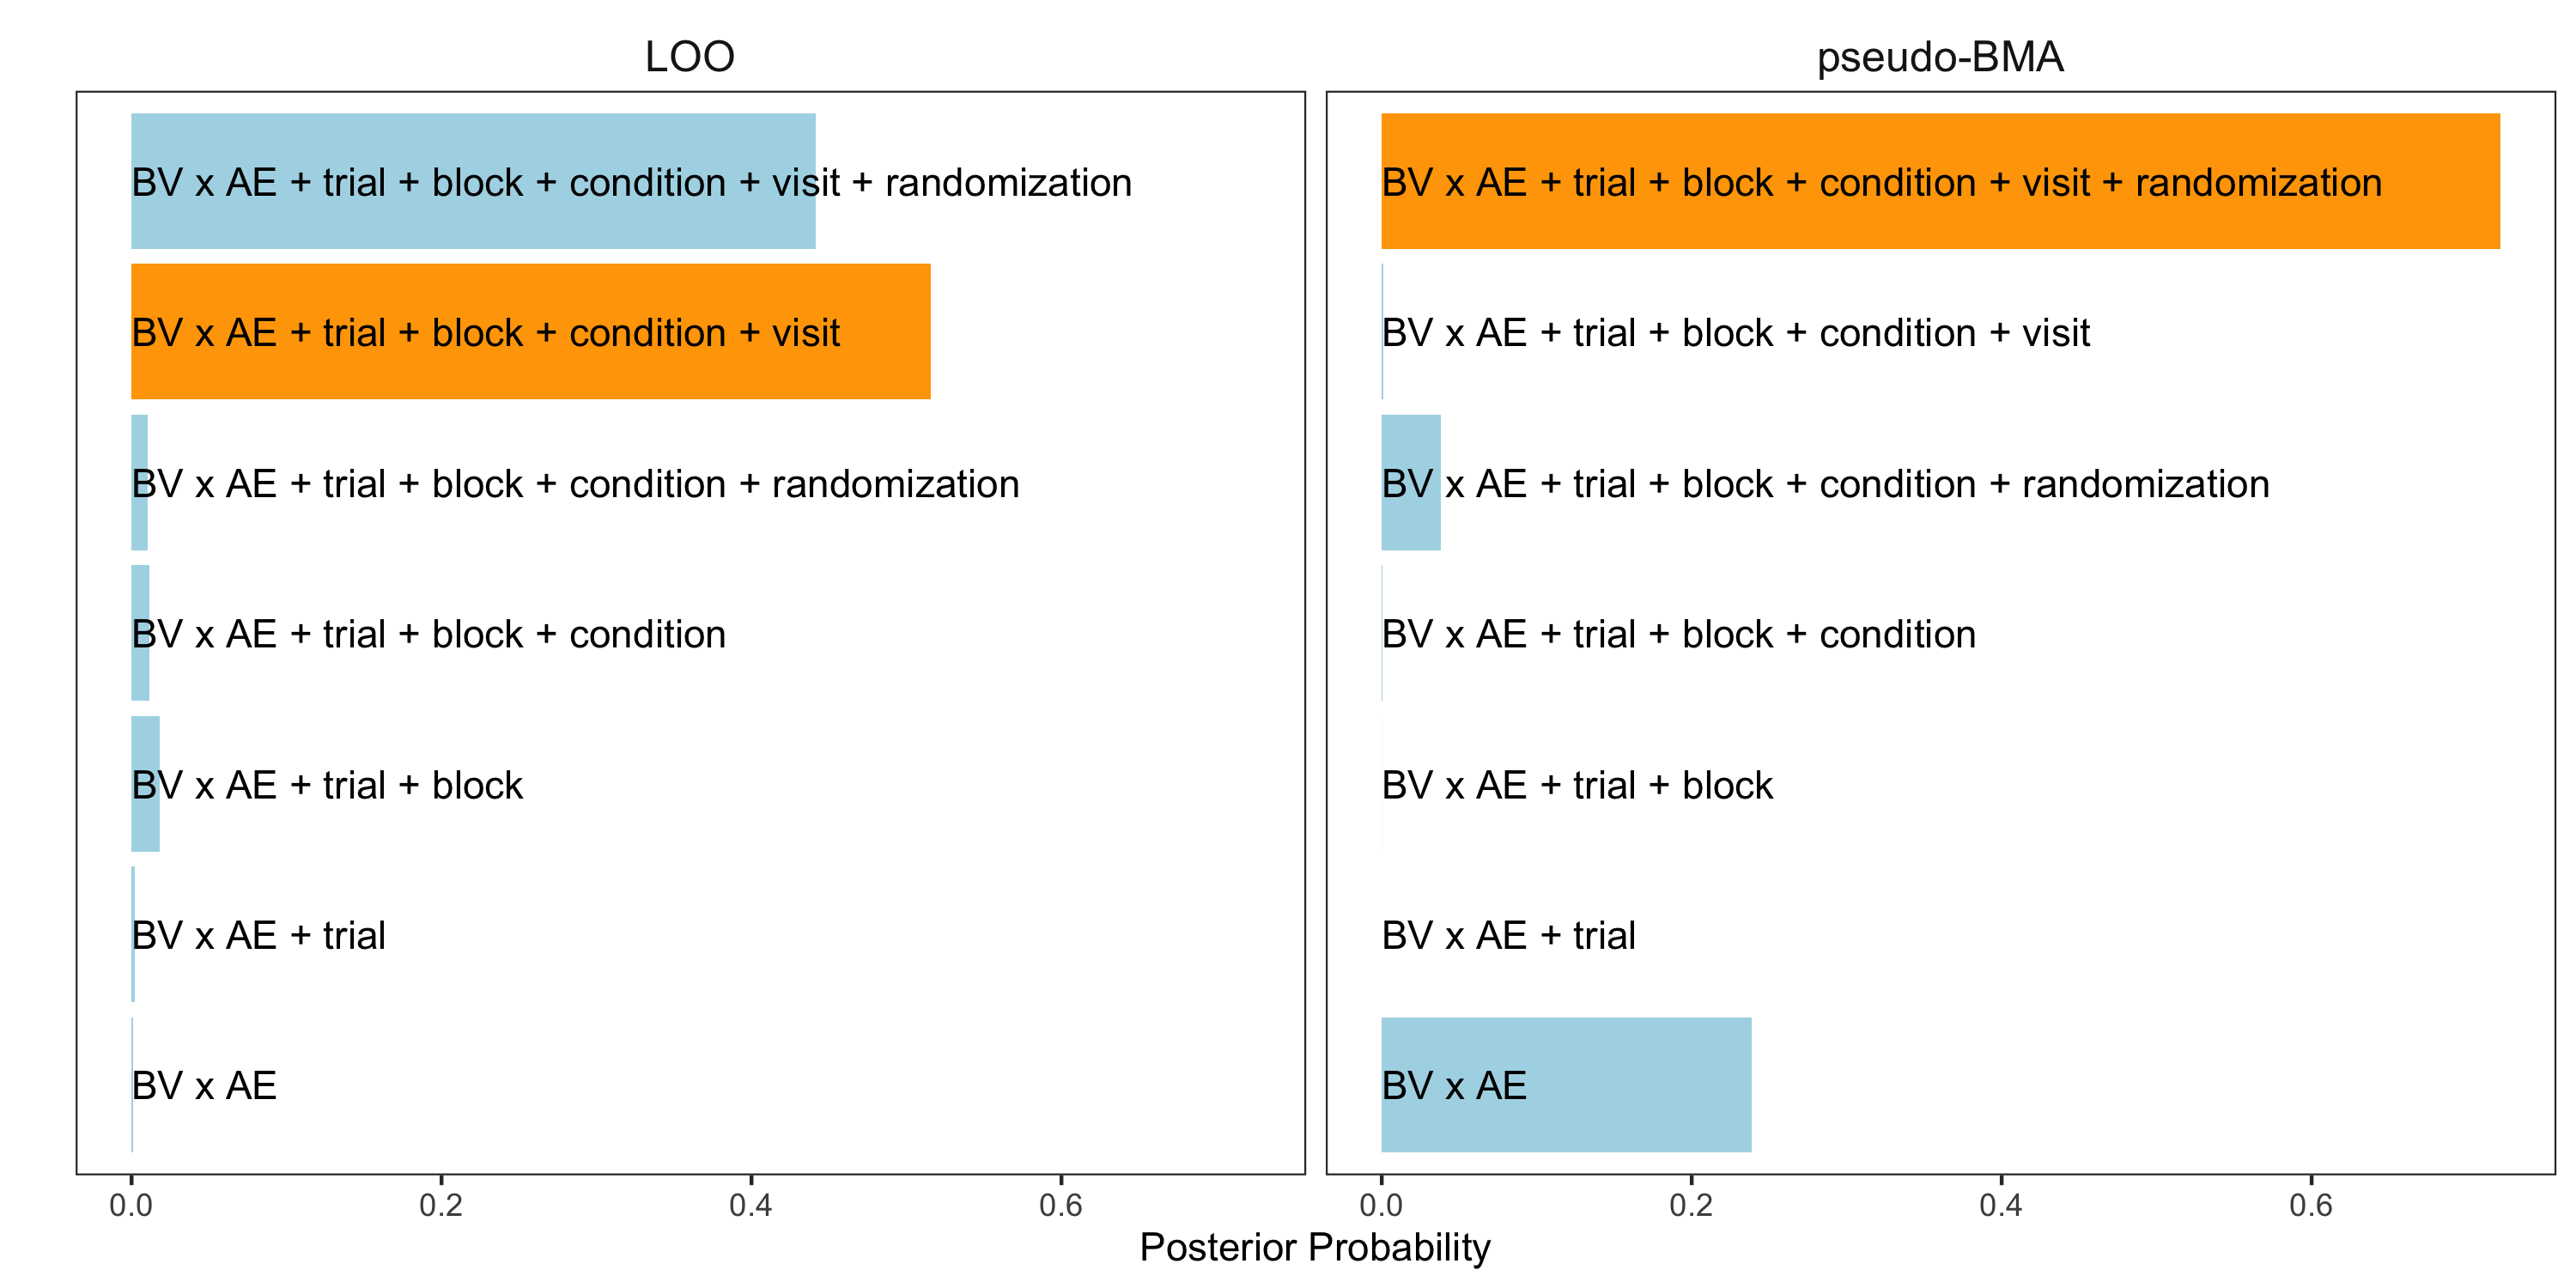 LOO
BV x AE + trial + block + condition + visit + randomization
BV x AE + trial + block + condition + visit
BV x AE + trial + block + condition + randomization
BV x AE + trial + block + condition
BV x AE + trial + block
BV x AE + trial
BV x AE
0.0 0.2 0.4 0.6
pseudo-BMA
BV x AE + trial + block + condition + visit + randomization
BV x AE + trial + block + condition + visit
BV x AE + trial + block + condition + randomization
BV x AE + trial + block + condition
BV x AE + trial + block
BV x AE + trial
BV x AE
0.0 0.2 0.4 0.6
Posterior Probability